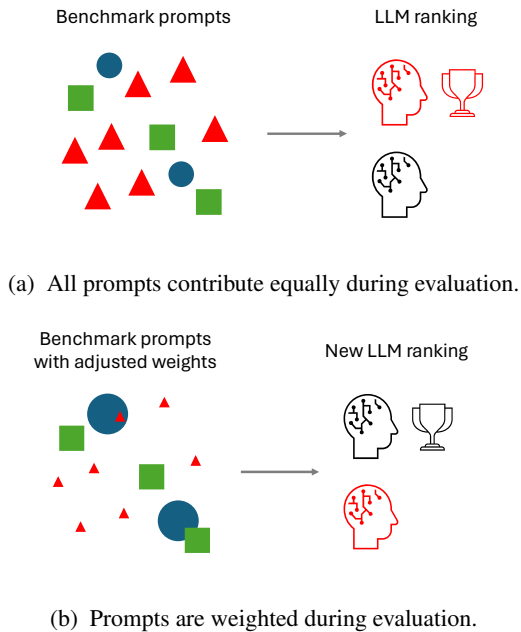 Benchmark prompts
LLM ranking
(a) All prompts contribute equally during evaluation.
Benchmark prompts
with adjusted weights
New LLM ranking
(b) Prompts are weighted during evaluation.